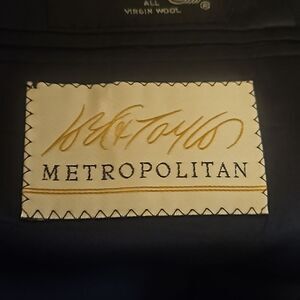 ALL
VIRGIN WOOL
Lord & Taylor
METROPOLITAN